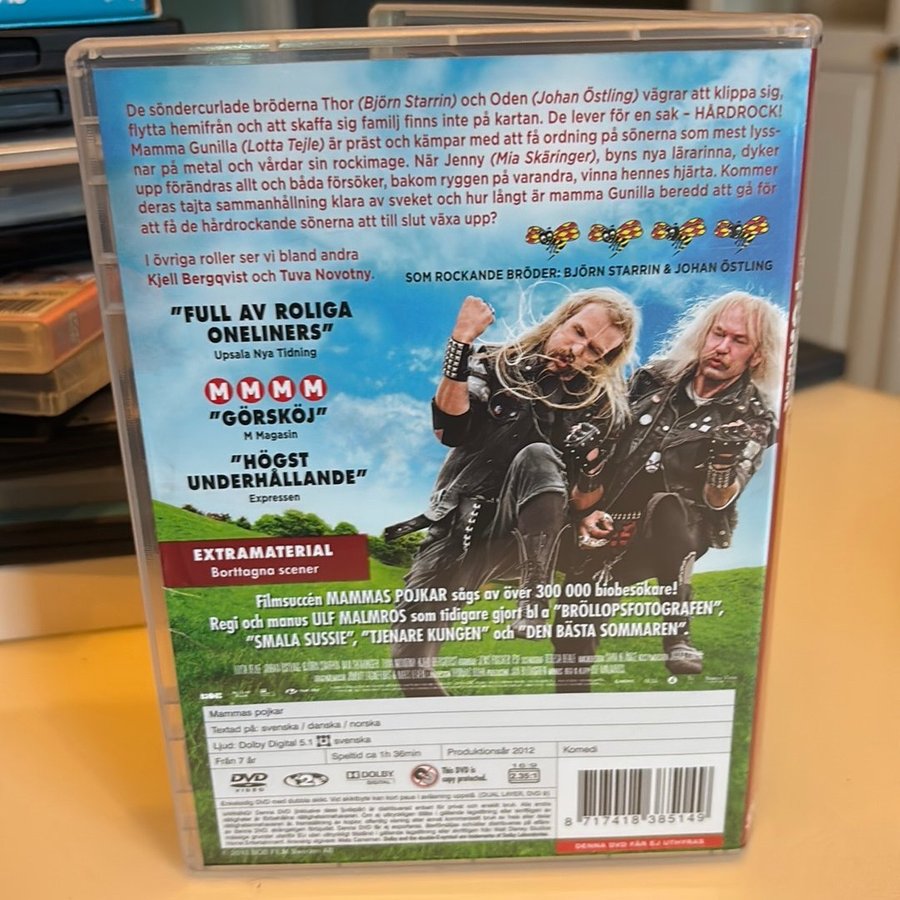 De söndercurlade bröderna Thor (Björn Starrin) och Oden (Johan Östling) vägrar att klippa sig,
flytta hemifrån och att skaffa sig familj finns inte på kartan. De lever för en sak – HÅRDROCK!
Mamma Gunilla (Lotta Tejle) är präst och kämpar med att få ordning på sönerna som mest lyss-
nar på metal och vårdar sin rockimage. När Jenny (Mia Skäringer), byns nya lärarinna, dyker
upp förändras allt och båda försöker, bakom ryggen på varandra, vinna hennes hjärta. Kommer
deras tajta sammanhållning klara av sveket och hur långt är mamma Gunilla beredd att gå för
att få de hårdrockande sönerna att till slut växa upp?
I övriga roller ser vi bland andra
Kjell Bergqvist och Tuva Novotny.
SOM ROCKANDE BRÖDER: BJÖRN STARRIN & JOHAN ÖSTLING
"FULL AV ROLIGA
ONELINERS"
Upsala Nya Tidning
M M M M
"GÖRSKÖJ"
M Magasin
"HÖGST
UNDERHÅLLANDE"
Expressen
EXTRAMATERIAL
Borttagna scener
Filmsuccén MAMMAS POJKAR sågs av över 300 000 biobesökare!
Regi och manus ULF MALMROS som tidigare gjort bl a "BRÖLLOPSFOTOGRAFEN",
"SMALA SUSSIE", "TJENARE KUNGEN" och "DEN BÄSTA SOMMAREN".
Mammas pojkar
Textad på: svenska / danska / norska
Ljud: Dolby Digital 5.1 svenska
Från 7 år
Speltid ca 1h 36min
Produktionsår 2012
Komedi
DVD
VIDEO
2
DOLBY
DIGITAL
This DVD is
copy protected.
16:9
2.35:1
8 717418 385149
DENNA DVD FÅR EJ UTHYRAS